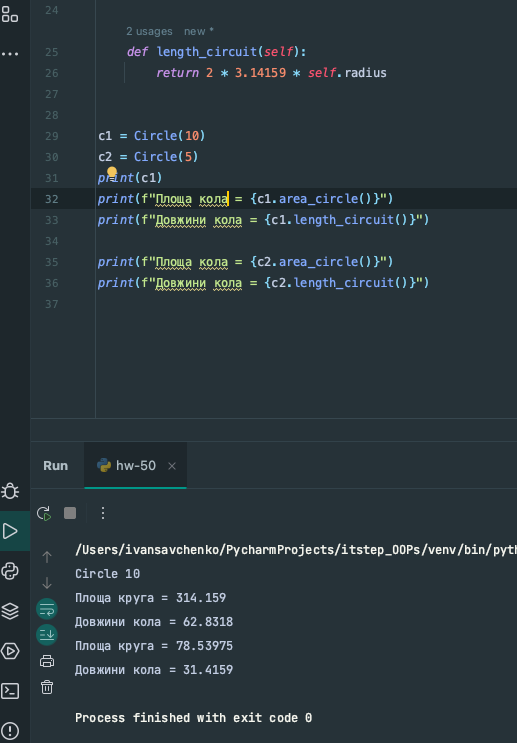 24
2 usages new *
25 def length_circuit(self):
26 return 2 * 3.14159 * self.radius
27
28
29 c1 = Circle(10)
30 c2 = Circle(5)
31 print(c1)
32 print(f"Площа кола = {c1.area_circle()}")
33 print(f"Довжини кола = {c1.length_circuit()}")
34
35 print(f"Площа кола = {c2.area_circle()}")
36 print(f"Довжини кола = {c2.length_circuit()}")
37
Run hw-50
/Users/ivansavchenko/PycharmProjects/itstep_OOPs/venv/bin/pyth
Circle 10
Площа круга = 314.159
Довжини кола = 62.8318
Площа круга = 78.53975
Довжини кола = 31.4159
Process finished with exit code 0